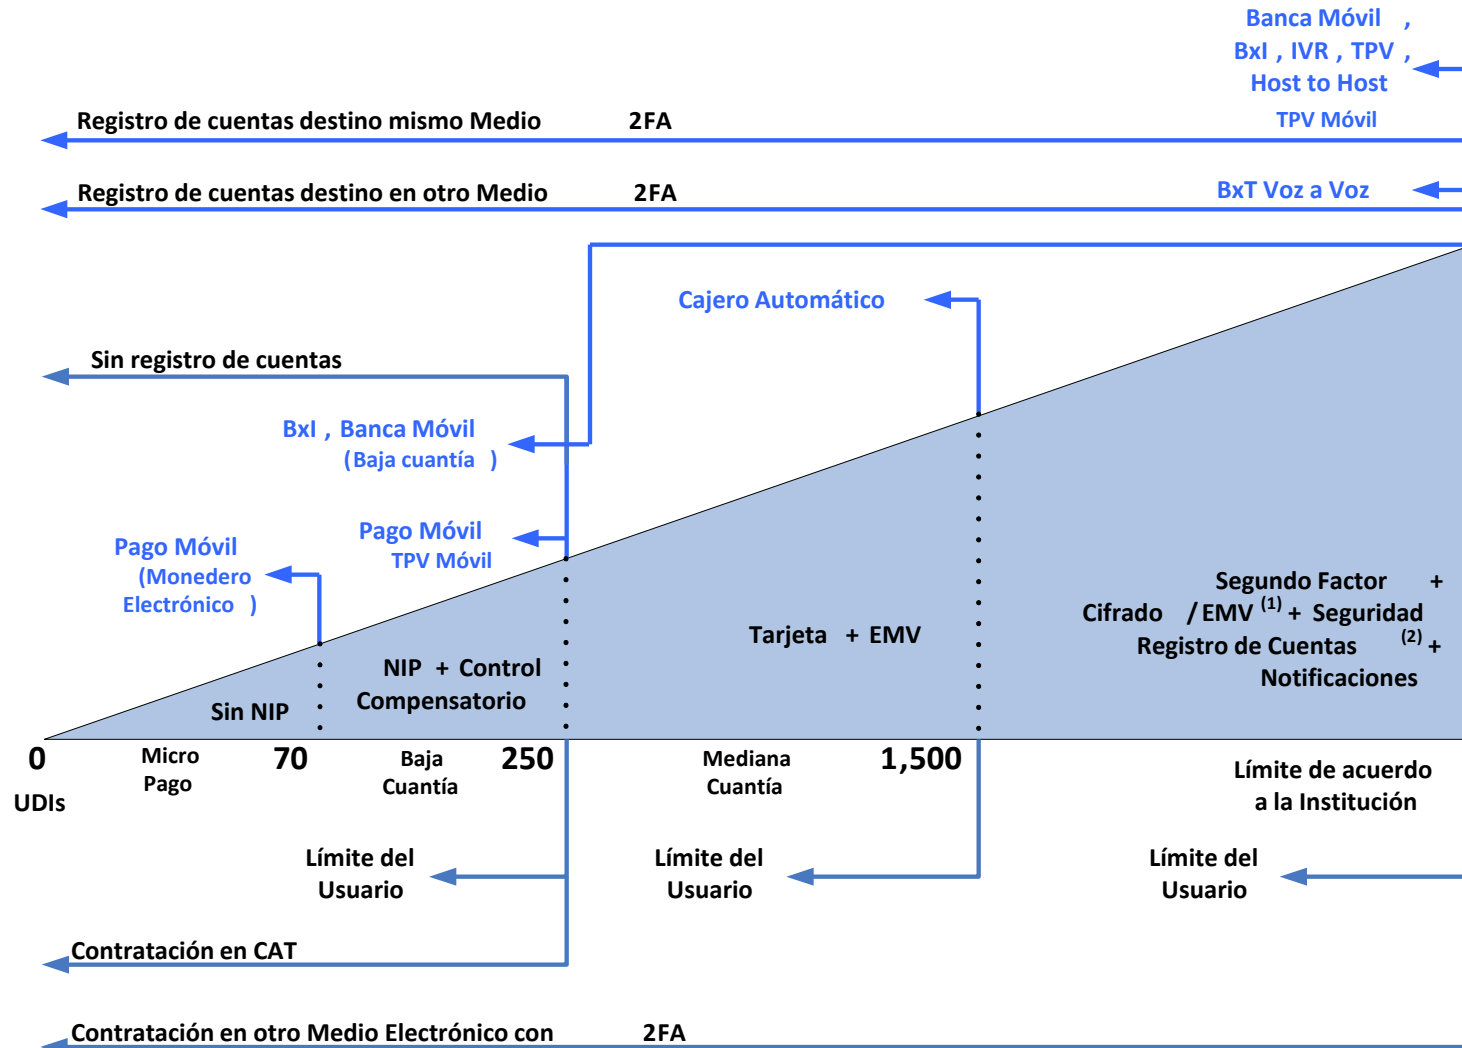 Banca Móvil ,
BxI , IVR , TPV ,
Host to Host
TPV Móvil
Registro de cuentas destino mismo Medio 2FA
Registro de cuentas destino en otro Medio 2FA
BxT Voz a Voz
Cajero Automático
Sin registro de cuentas
BxI , Banca Móvil
(Baja cuantía )
Pago Móvil
TPV Móvil
Pago Móvil
(Monedero
Electrónico )
Segundo Factor +
Cifrado / EMV (1) + Seguridad
Registro de Cuentas (2) +
Notificaciones
Tarjeta + EMV
NIP + Control
Compensatorio
Sin NIP
0
UDIs
Micro
Pago
70
Baja
Cuantía
250
Mediana
Cuantía
1,500
Límite de acuerdo
a la Institución
Límite del
Usuario
Límite del
Usuario
Límite del
Usuario
Contratación en CAT
Contratación en otro Medio Electrónico con 2FA